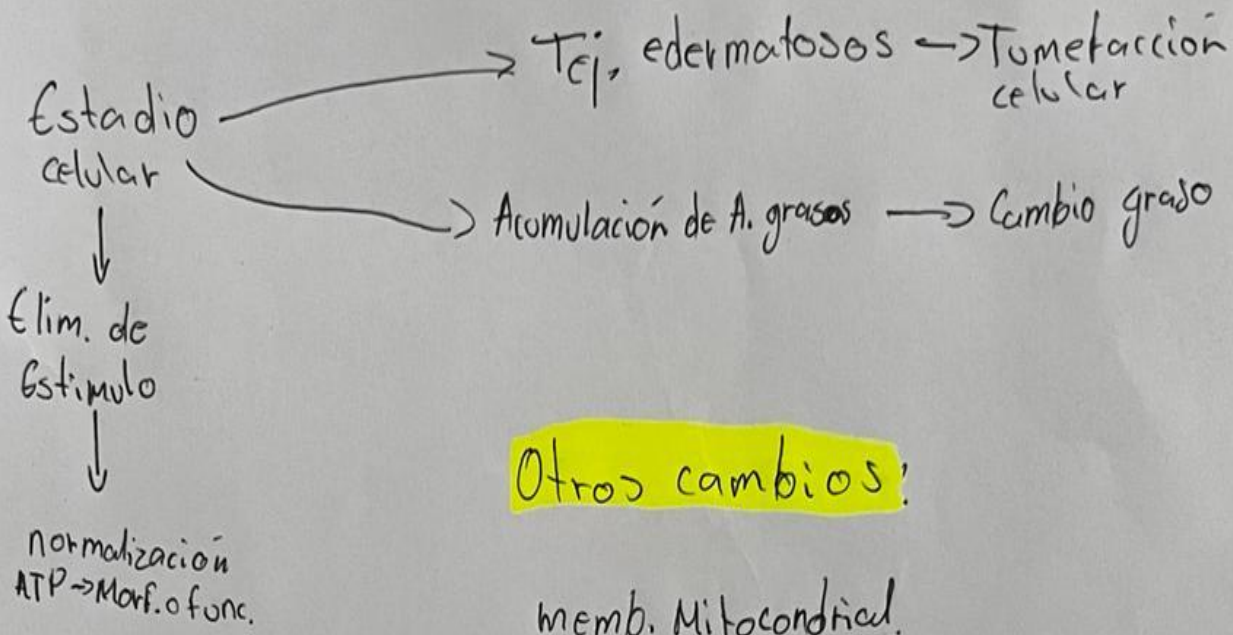 Estadio
celular
→ Tej. edermatosos → Tumefacción
celular
→ Acumulación de A. grasos → Cambio graso
↓
Elim. de
Estimulo
↓
normalización
ATP → Morf. o func.
Otros cambios:
memb. Mitocondrial.